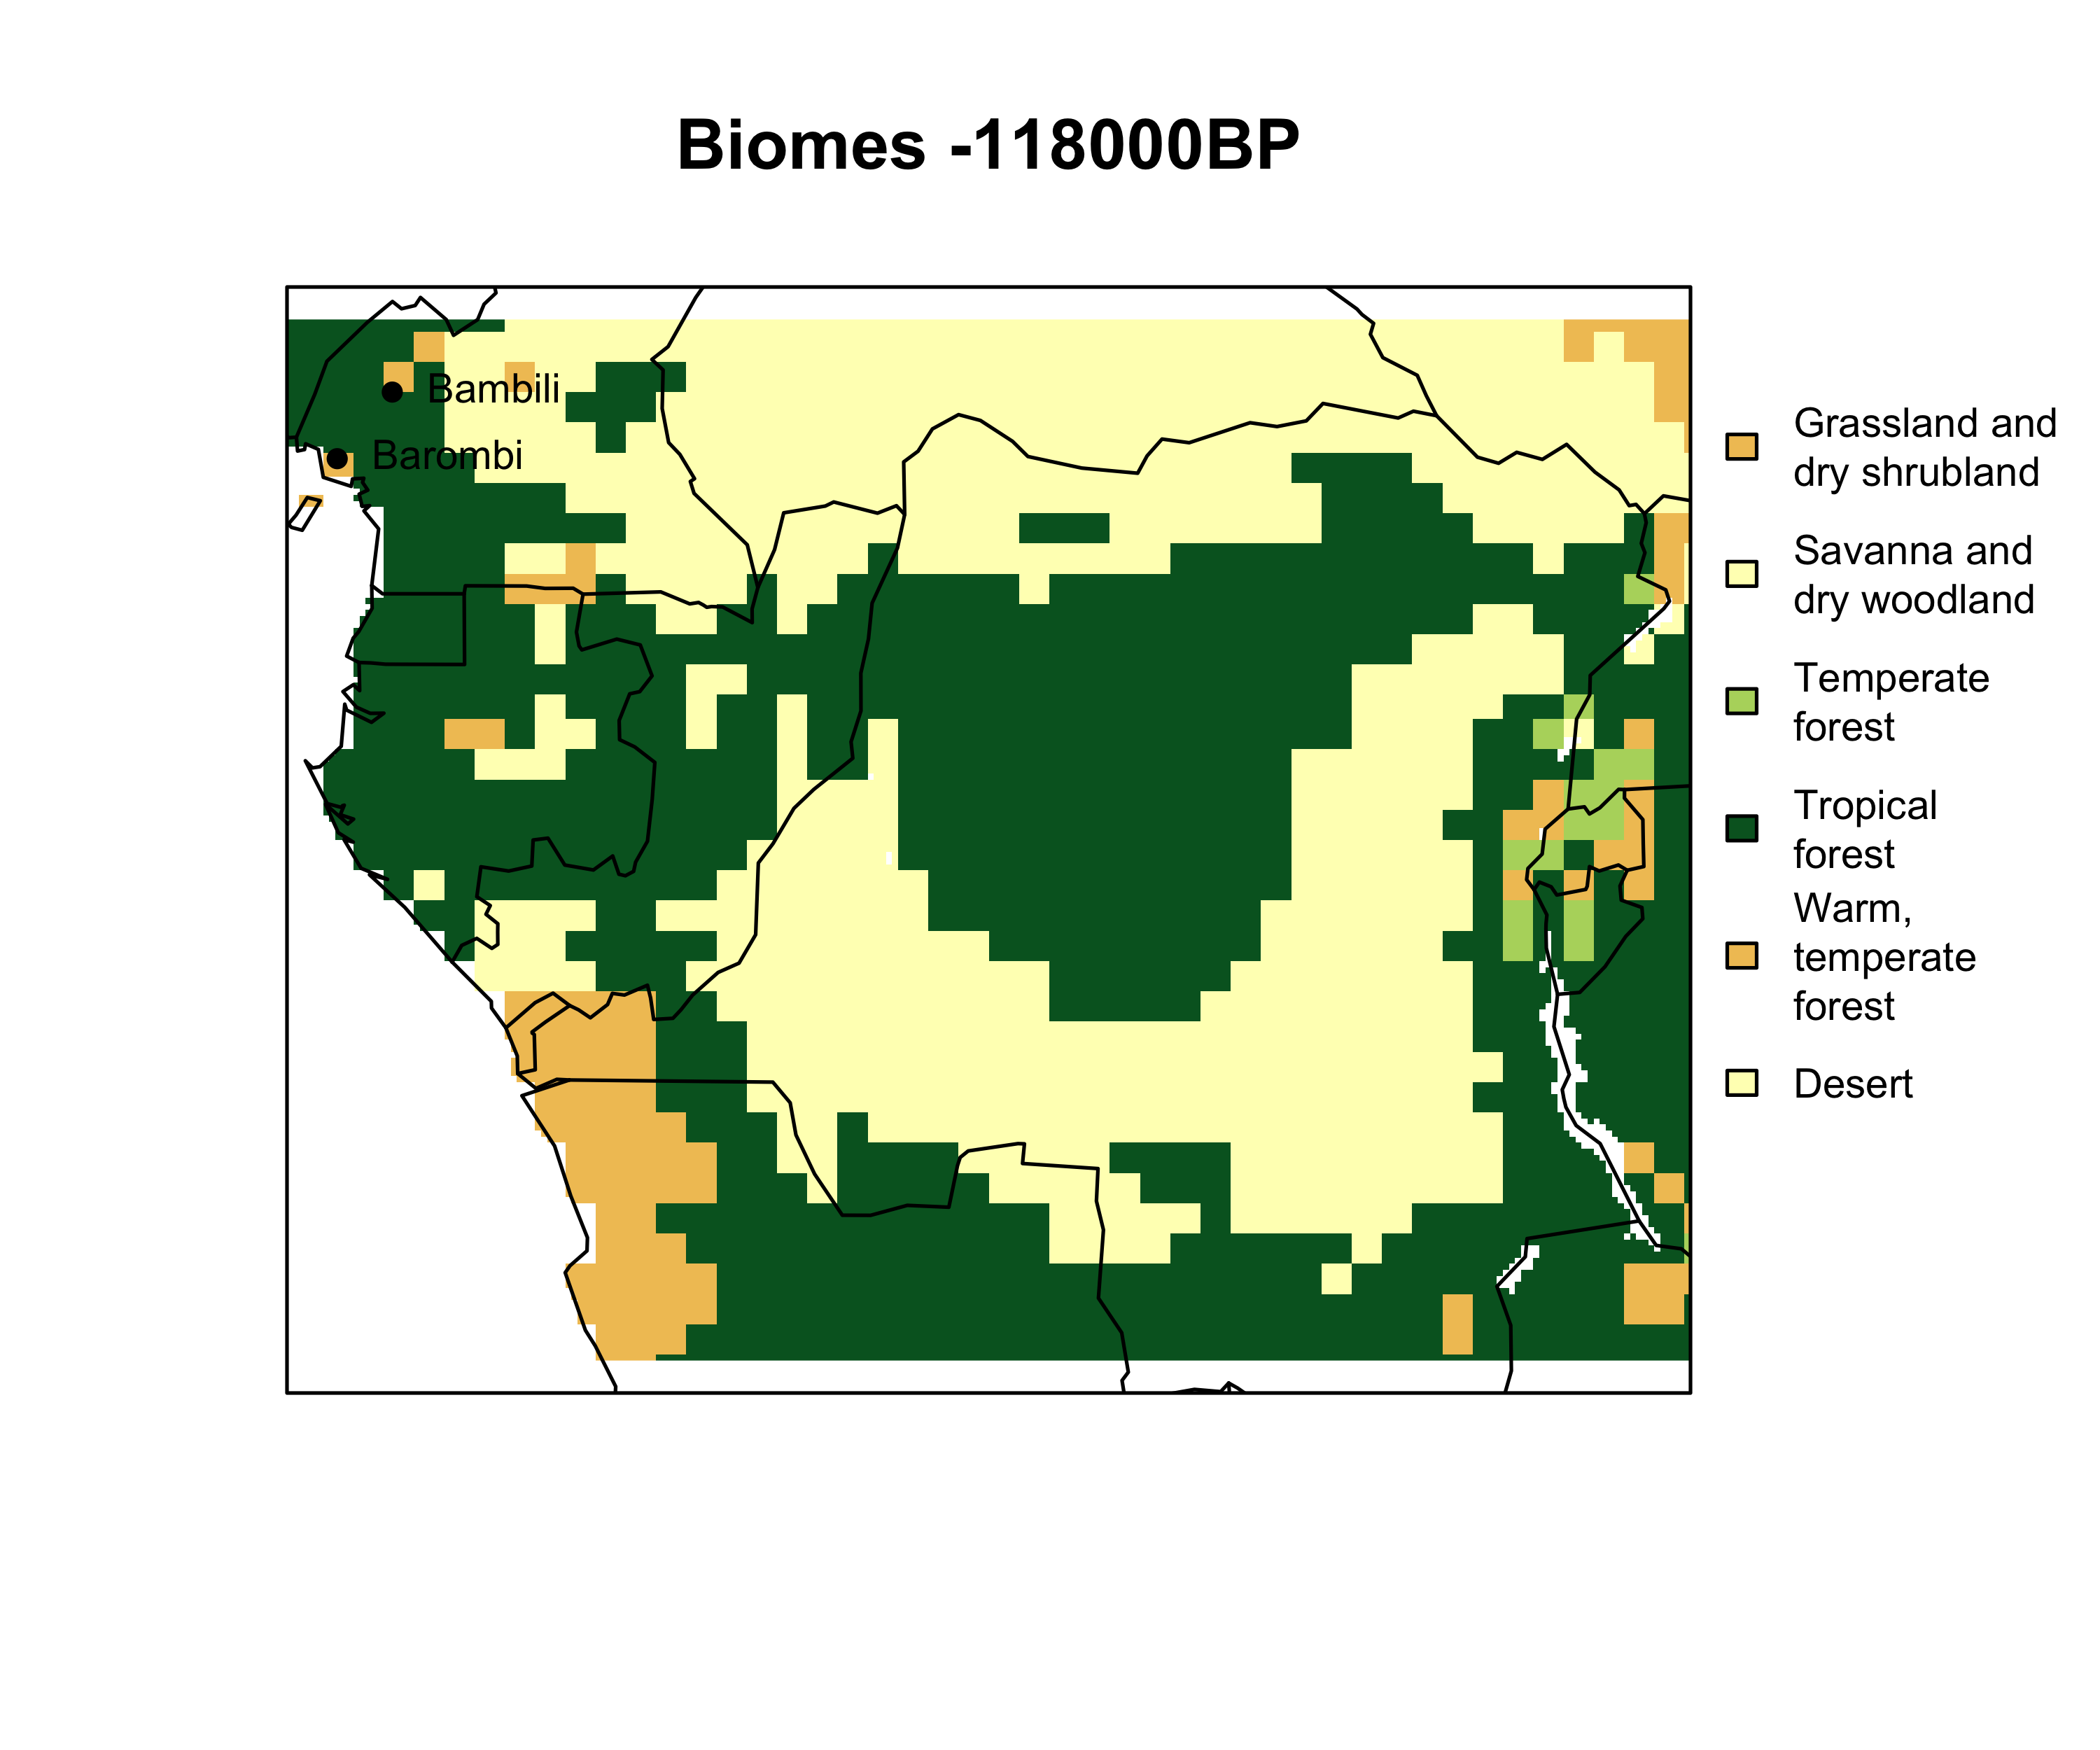 Biomes -118000BP
Bambili
Barombi
Grassland and
dry shrubland
Savanna and
dry woodland
Temperate
forest
Tropical
forest
Warm,
temperate
forest
Desert